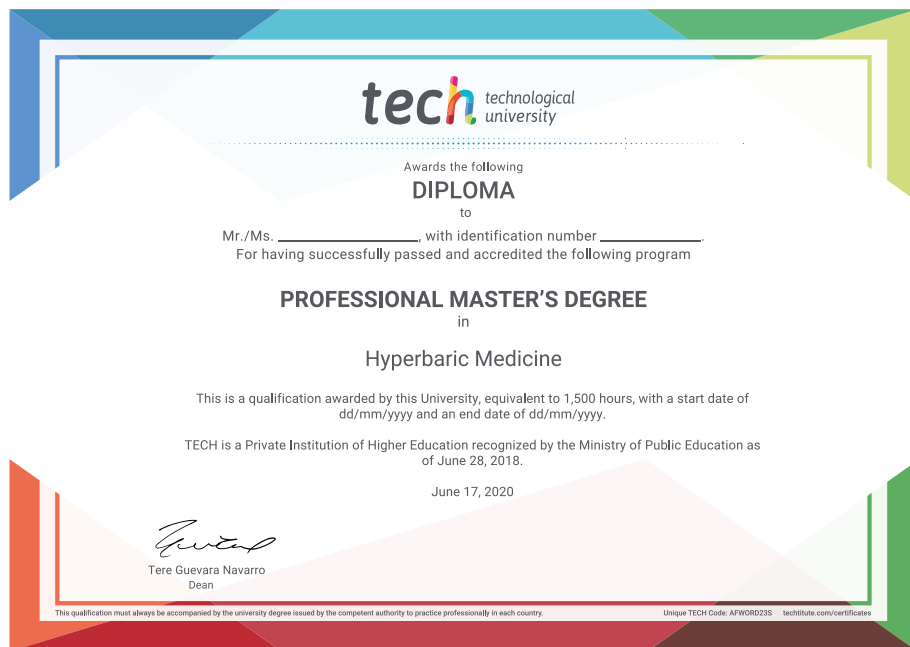 tech technological
university
Awards the following
DIPLOMA
to
Mr./Ms. ____________________, with identification number ______________.
For having successfully passed and accredited the following program
PROFESSIONAL MASTER'S DEGREE
in
Hyperbaric Medicine
This is a qualification awarded by this University, equivalent to 1,500 hours, with a start date of
dd/mm/yyyy and an end date of dd/mm/yyyy.
TECH is a Private Institution of Higher Education recognized by the Ministry of Public Education as
of June 28, 2018.
June 17, 2020
Tere Guevara Navarro
Dean
This qualification must always be accompanied by the university degree issued by the competent authority to practice professionally in each country.
Unique TECH Code: AFWORD23S techtitute.com/certificates